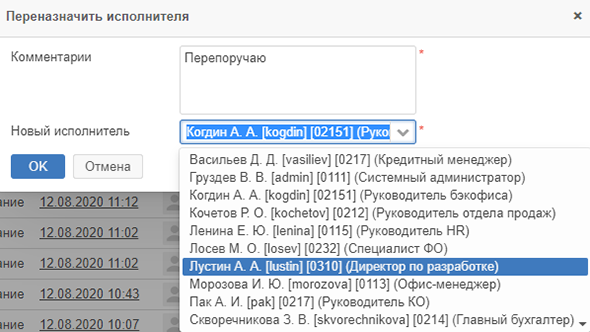 Переназначить исполнителя
Комментарии
Перепоручаю
*
Новый исполнитель
Когдин А. А. [kogdin] [02151] (Руко
*
OK
Отмена
Васильев Д. Д. [vasiliev] [0217] (Кредитный менеджер)
Груздев В. В. [admin] [0111] (Системный администратор)
Когдин А. А. [kogdin] [02151] (Руководитель бэкофиса)
Кочетов Р. О. [kochetov] [0212] (Руководитель отдела продаж)
Ленина Е. Ю. [lenina] [0115] (Руководитель HR)
Лосев М. О. [losev] [0232] (Специалист ФО)
Лустин А. А. [lustin] [0310] (Директор по разработке)
Морозова И. Ю. [morozova] [0113] (Офис-менеджер)
Пак А. И. [pak] [0217] (Руководитель КО)
Скворечникова З. В. [skvorechnikova] [0214] (Главный бухгалтер)
ание 12.08.2020 11:12
ание 12.08.2020 11:02
ание 12.08.2020 11:02
ание 12.08.2020 10:43
ание 12.08.2020 10:07